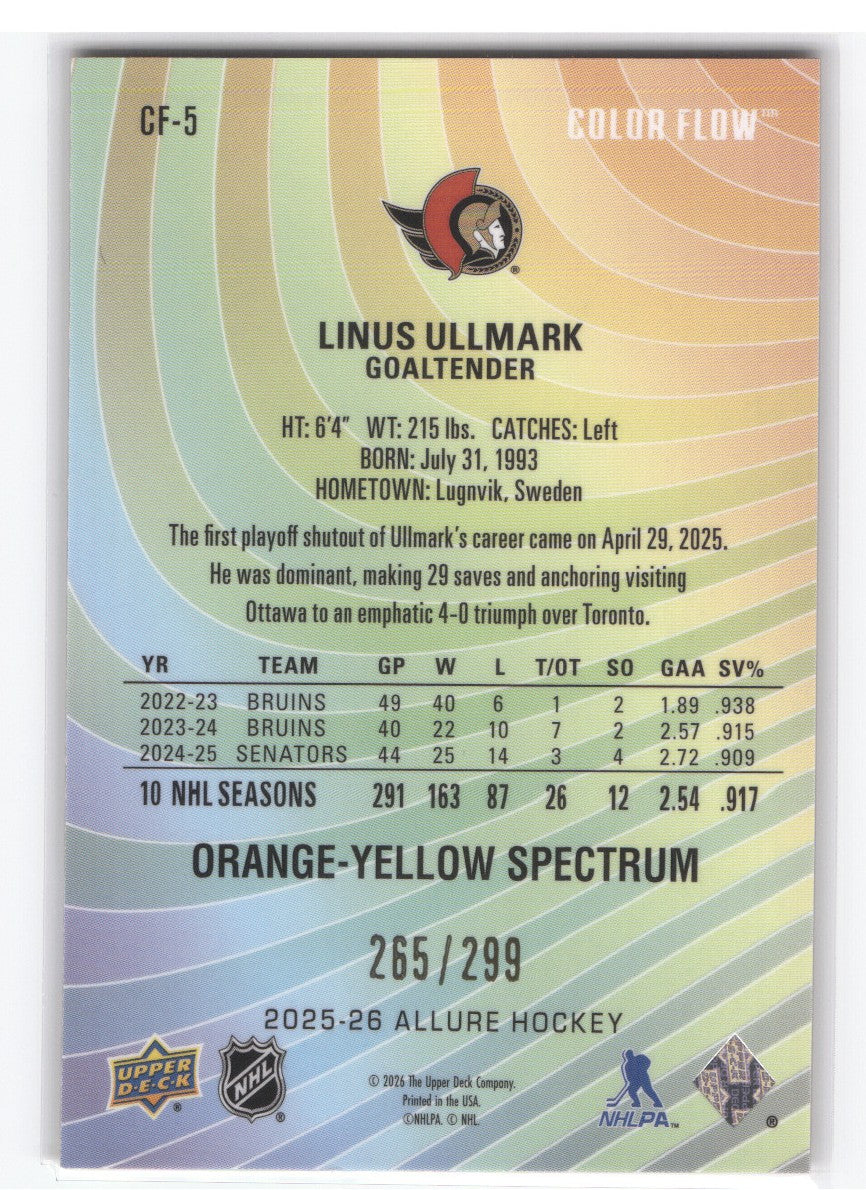 CF-5
COLOR FLOW™
®
LINUS ULLMARK
GOALTENDER
HT: 6'4" WT: 215 lbs. CATCHES: Left
BORN: July 31, 1993
HOMETOWN: Lugnvik, Sweden
The first playoff shutout of Ullmark's career came on April 29, 2025.
He was dominant, making 29 saves and anchoring visiting
Ottawa to an emphatic 4-0 triumph over Toronto.
YR TEAM GP W L T/OT SO GAA SV%
2022-23 BRUINS 49 40 6 1 2 1.89 .938
2023-24 BRUINS 40 22 10 7 2 2.57 .915
2024-25 SENATORS 44 25 14 3 4 2.72 .909
10 NHL SEASONS 291 163 87 26 12 2.54 .917
ORANGE-YELLOW SPECTRUM
265/299
2025-26 ALLURE HOCKEY
UPPER
D·E·C·K
®
NHL
®
© 2026 The Upper Deck Company.
Printed in the USA.
©NHLPA. © NHL.
NHLPA™
®